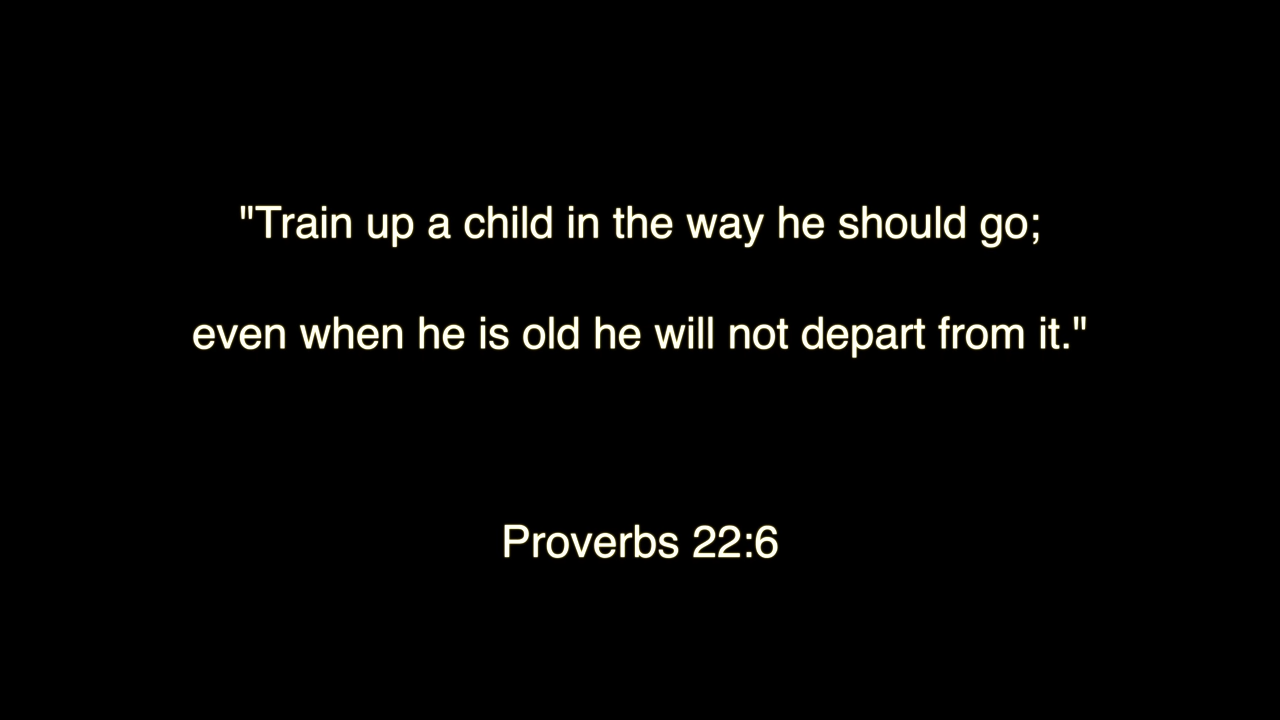 "Train up a child in the way he should go;
even when he is old he will not depart from it."
Proverbs 22:6